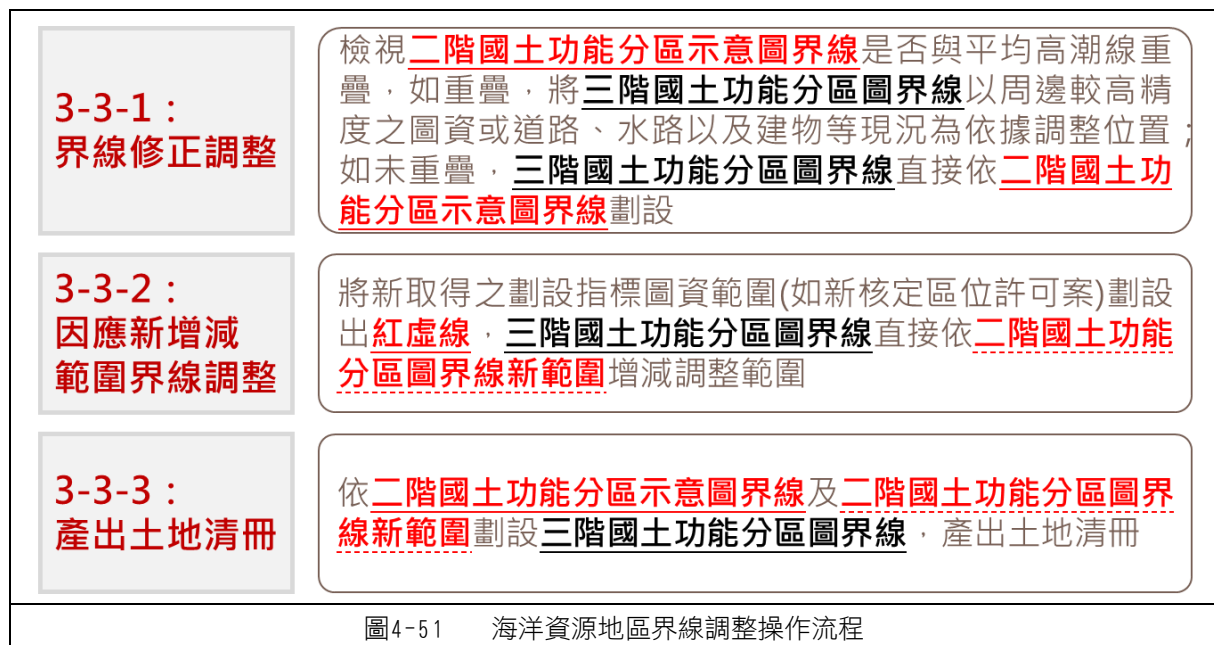 3-3-1：
界線修正調整
檢視二階國土功能分區示意圖界線是否與平均高潮線重
疊，如重疊，將三階國土功能分區圖界線以周邊較高精
度之圖資或道路、水路以及建物等現況為依據調整位置；
如未重疊，三階國土功能分區圖界線直接依二階國土功
能分區示意圖界線劃設
3-3-2：
因應新增減
範圍界線調整
將新取得之劃設指標圖資範圍(如新核定區位許可案)劃設
出紅虛線，三階國土功能分區圖界線直接依二階國土功能
分區圖界線新範圍增減調整範圍
3-3-3：
產出土地清冊
依二階國土功能分區示意圖界線及二階國土功能分區圖界
線新範圍劃設三階國土功能分區圖界線，產出土地清冊
圖4-51 海洋資源地區界線調整操作流程